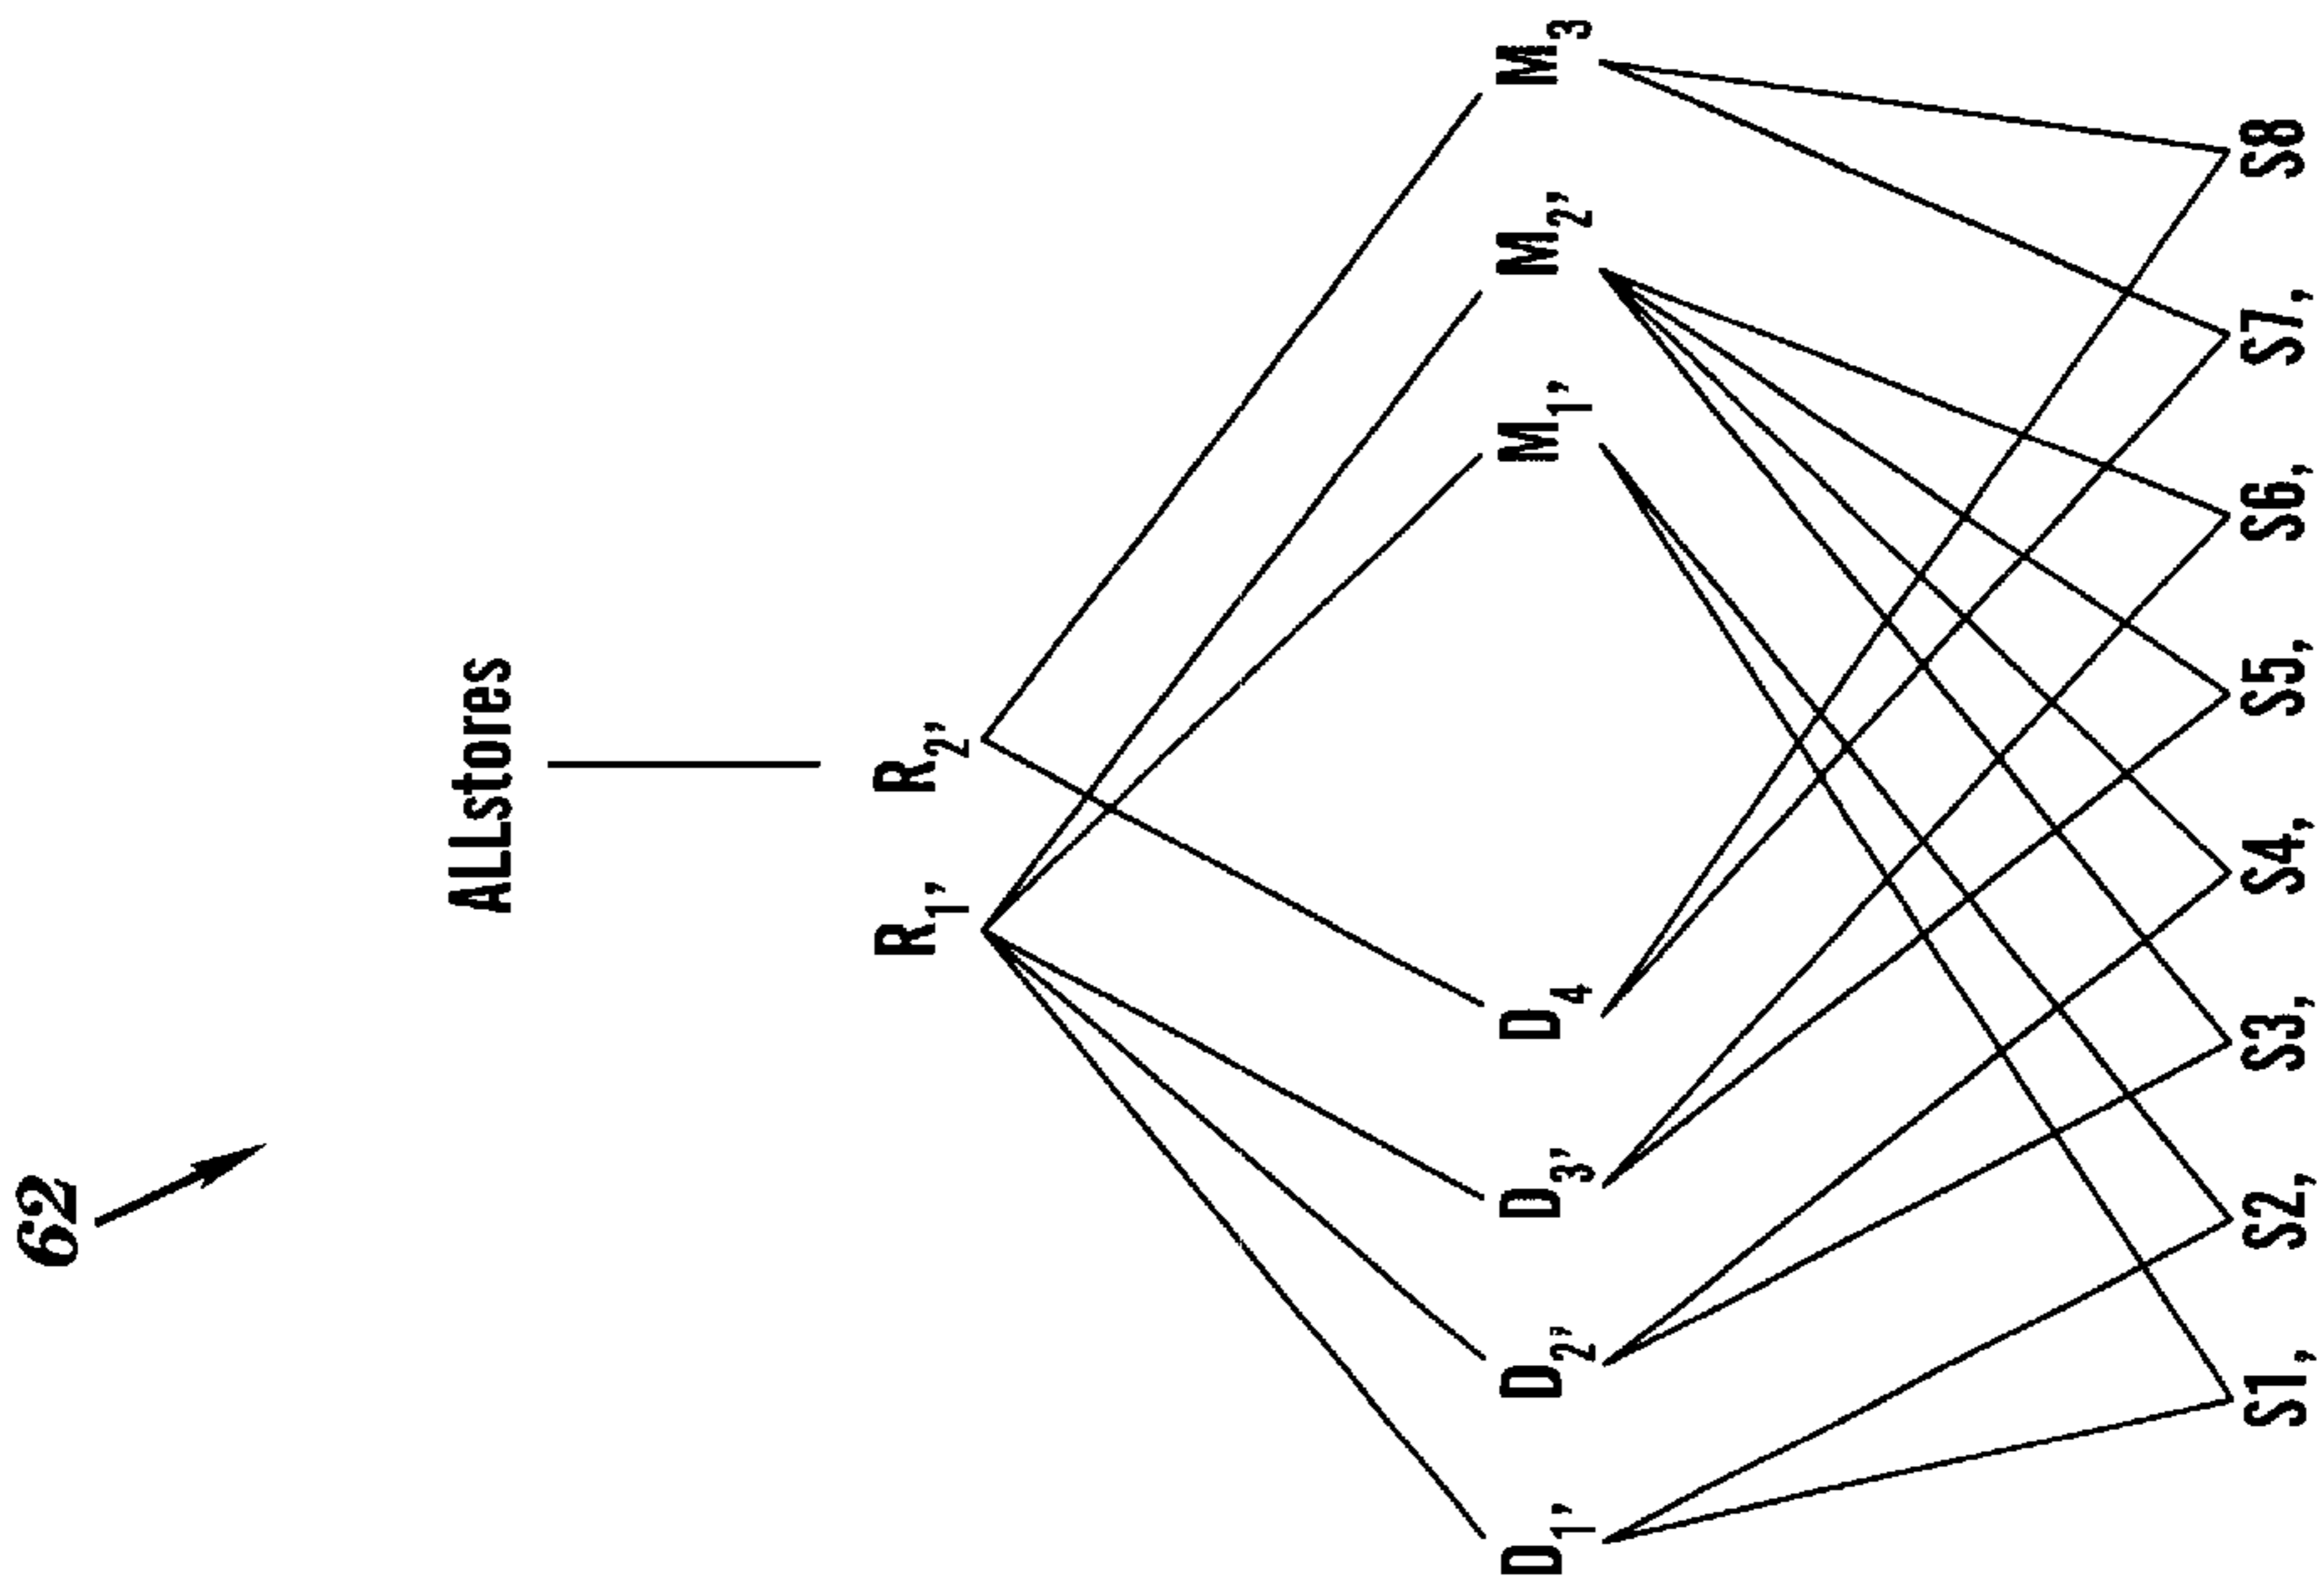 62
ALLstores
R1, R2,
D1, D2, D3, D4 M1, M2, M3
S1, S2, S3, S4, S5, S6, S7, S8